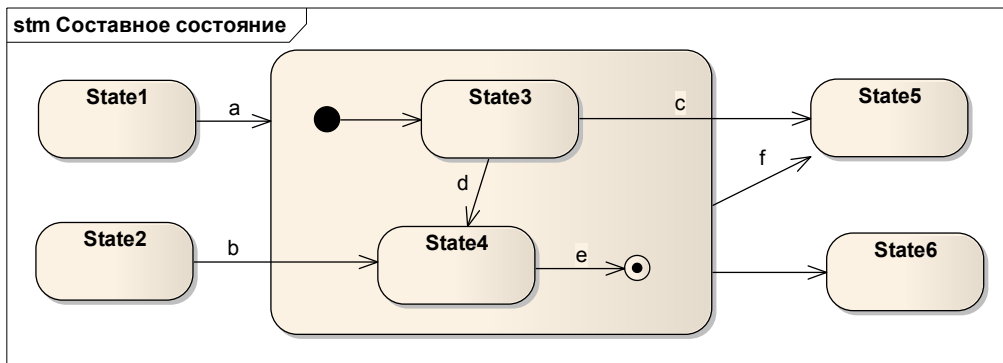 stm Составное состояние
State1
a
State3
c
State5
d
f
State2
b
State4
e
State6